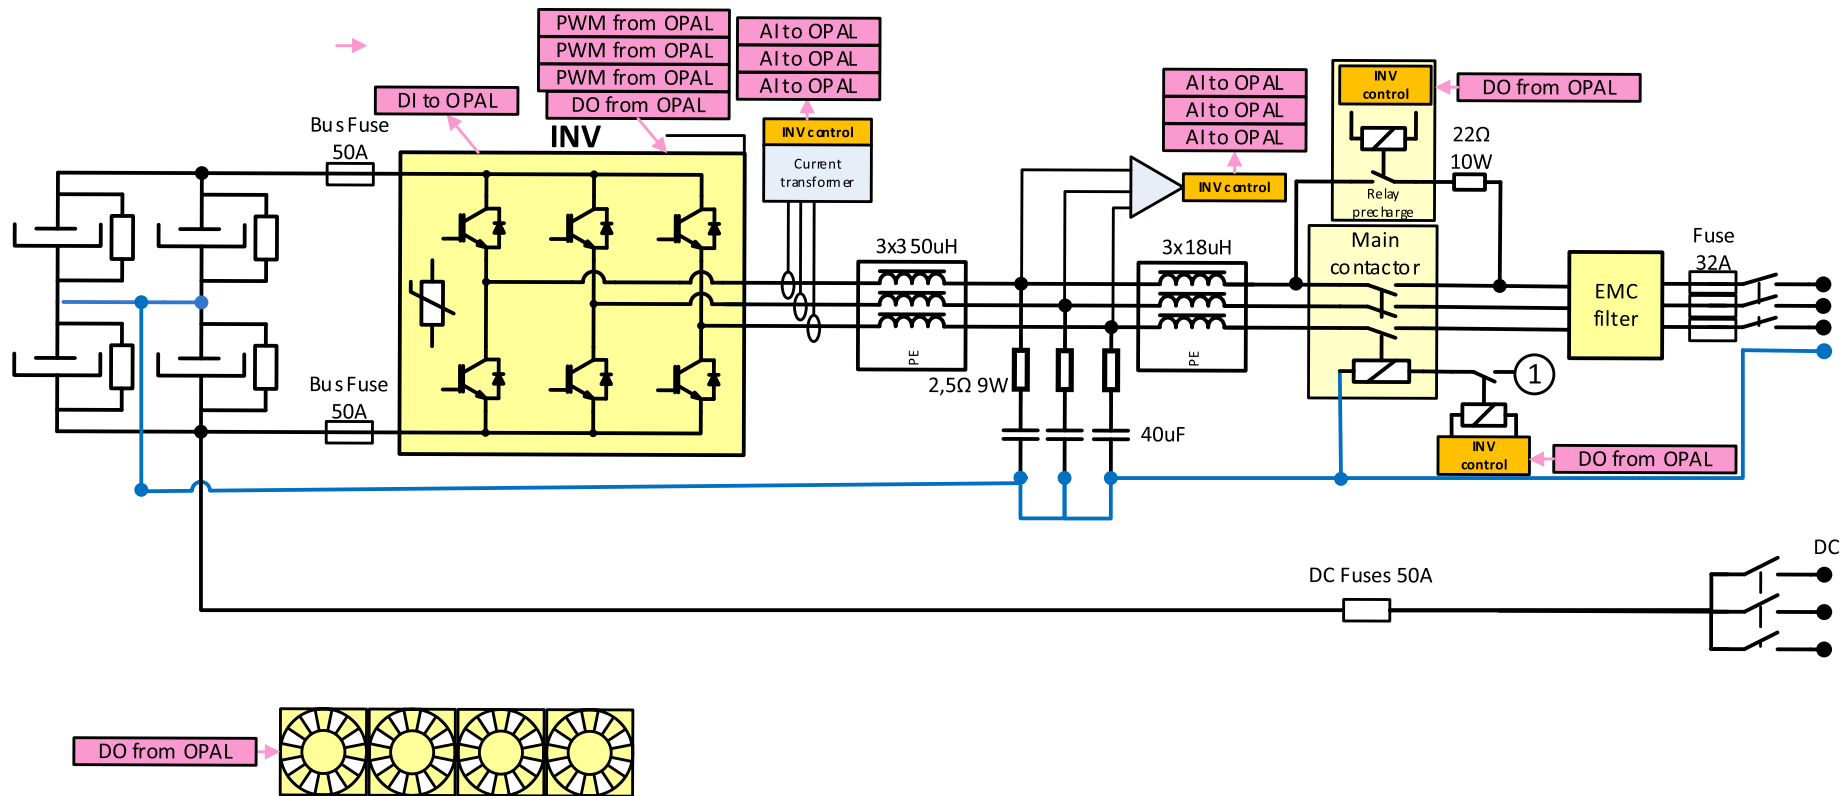 PWM from OPAL
PWM from OPAL
PWM from OPAL
DO from OPAL
AI to OPAL
AI to OPAL
AI to OPAL
DI to OPAL
Bus Fuse
50A
INV
INV control
Current
transformer
AI to OPAL
AI to OPAL
AI to OPAL
INV control
INV
control
DO from OPAL
22Ω
10W
Relay
precharge
3x350uH
PE
3x18uH
PE
Main
contactor
EMC
filter
Fuse
32A
Bus Fuse
50A
2,5Ω 9W
40uF
1
INV
control
DO from OPAL
DC Fuses 50A
DC
DO from OPAL